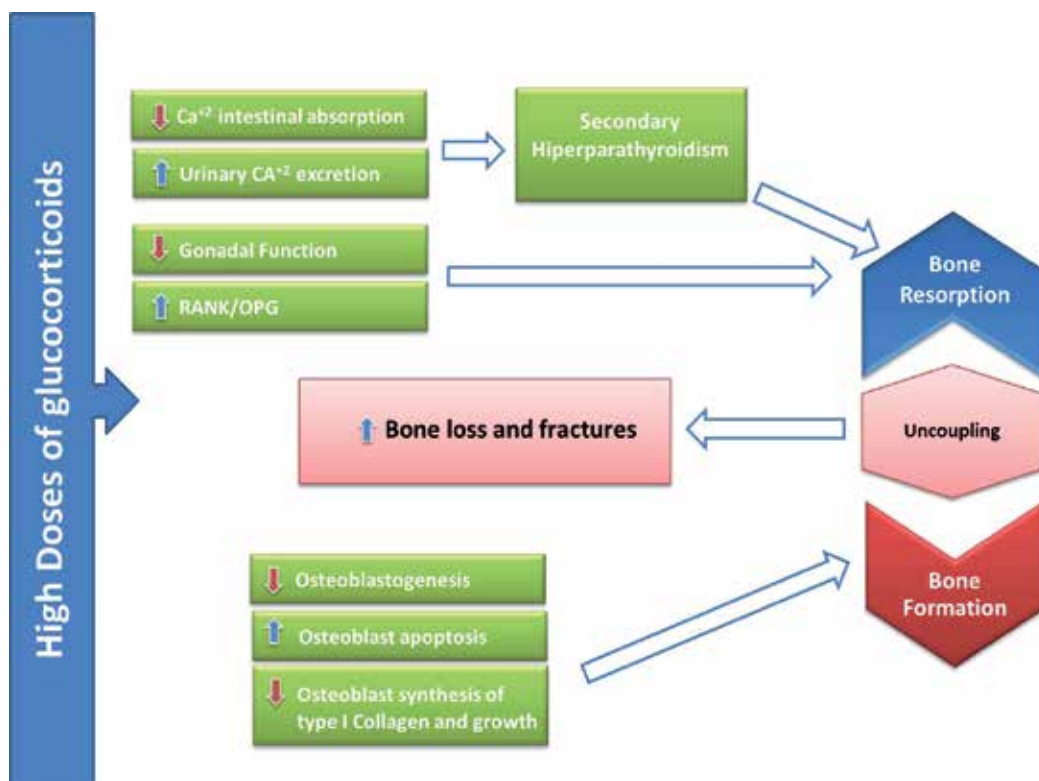 High Doses of glucocorticoids
Ca⁺² intestinal absorption
Urinary CA⁺² excretion
Secondary
Hiperparathyroidism
Gonadal Function
RANK/OPG
Bone
Resorption
Bone loss and fractures
Uncoupling
Osteoblastogenesis
Osteoblast apoptosis
Osteoblast synthesis of
type I Collagen and growth
Bone
Formation